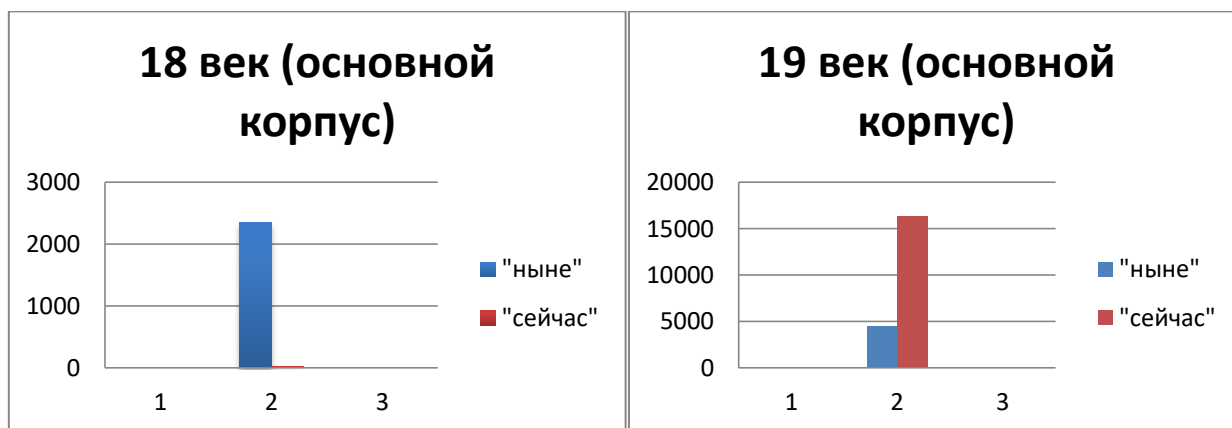 18 век (основной
корпус)
3000
2000
1000
0
1 2 3
"ныне"
"сейчас"
19 век (основной
корпус)
20000
15000
10000
5000
0
1 2 3
"ныне"
"сейчас"